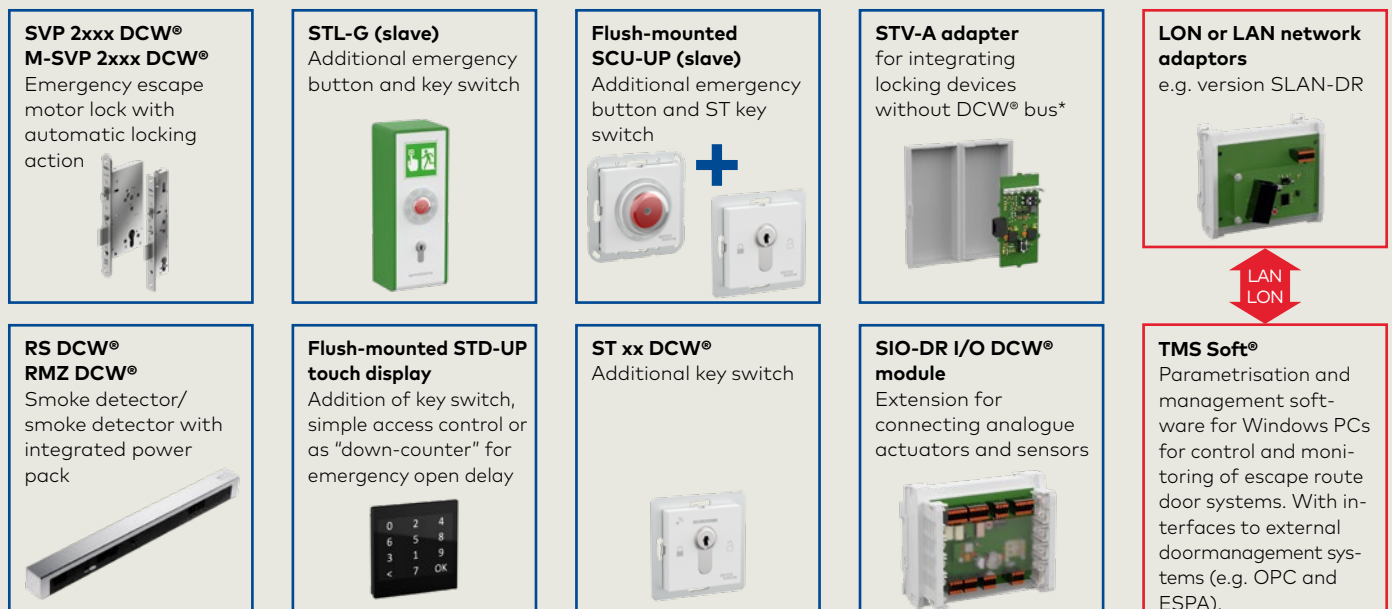 SVP 2xxx DCW®
M-SVP 2xxx DCW®
Emergency escape
motor lock with
automatic locking
action
STL-G (slave)
Additional emergency
button and key switch
Flush-mounted
SCU-UP (slave)
Additional emergency
button and ST key
switch
STV-A adapter
for integrating
locking devices
without DCW® bus*
LON or LAN network
adaptors
e.g. version SLAN-DR
LAN
LON
RS DCW®
RMZ DCW®
Smoke detector/
smoke detector with
integrated power
pack
Flush-mounted STD-UP
touch display
Addition of key switch,
simple access control or
as "down-counter" for
emergency open delay
0 2 4
6 5 8
3 1 9
< 7 OK
ST xx DCW®
Additional key switch
SIO-DR I/O DCW®
module
Extension for
connecting analogue
actuators and sensors
TMS Soft®
Parametrisation and
management soft-
ware for Windows PCs
for control and moni-
toring of escape route
door systems. With in-
terfaces to external
doormanagement sys-
tems (e.g. OPC and
ESPA).